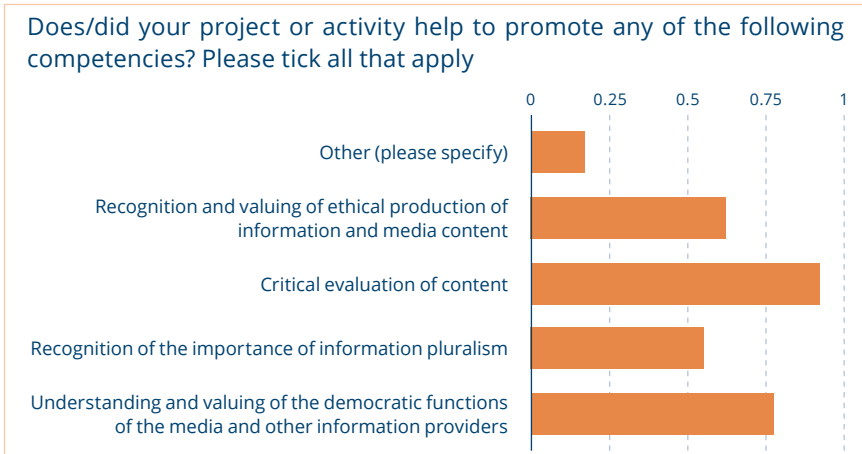 Does/did your project or activity help to promote any of the following
competencies? Please tick all that apply
0 0.25 0.5 0.75 1
Other (please specify)
Recognition and valuing of ethical production of
information and media content
Critical evaluation of content
Recognition of the importance of information pluralism
Understanding and valuing of the democratic functions
of the media and other information providers